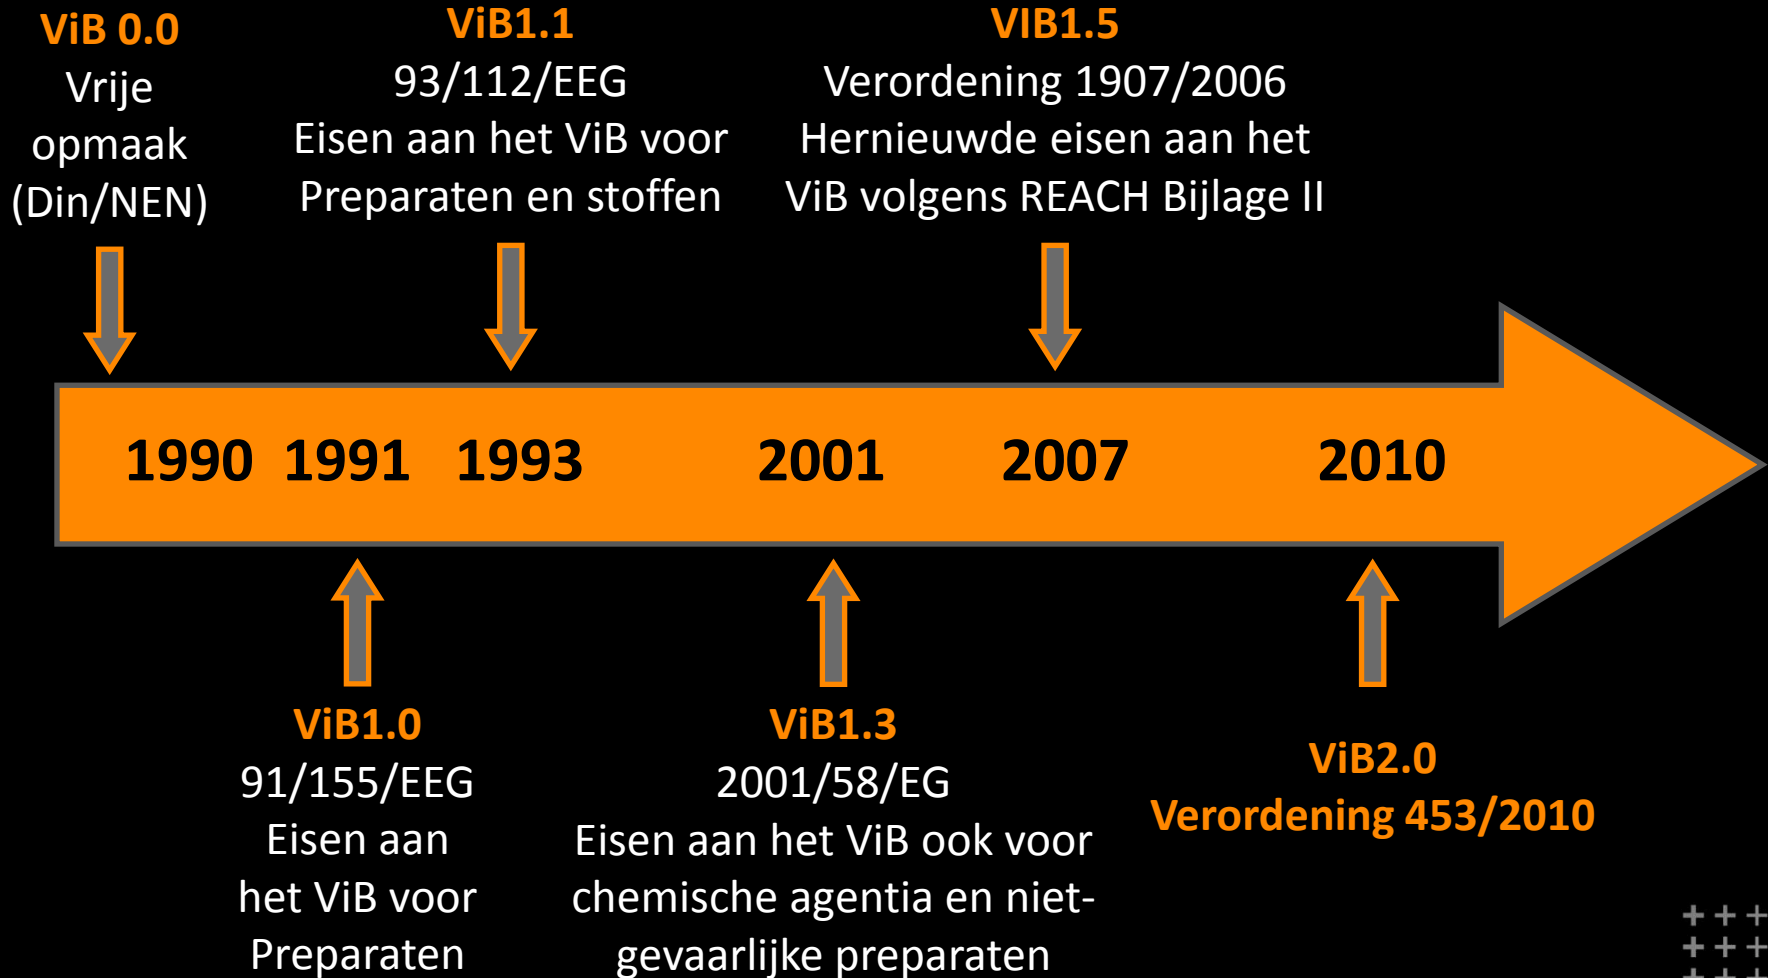 ViB 0.0
Vrije
opmaak
(Din/NEN)
ViB1.1
93/112/EEG
Eisen aan het ViB voor
Preparaten en stoffen
VIB1.5
Verordening 1907/2006
Hernieuwde eisen aan het
ViB volgens REACH Bijlage II
1990 1991 1993 2001 2007 2010
ViB1.0
91/155/EEG
Eisen aan
het ViB voor
Preparaten
ViB1.3
2001/58/EG
Eisen aan het ViB ook voor
chemische agentia en niet-
gevaarlijke preparaten
ViB2.0
Verordening 453/2010